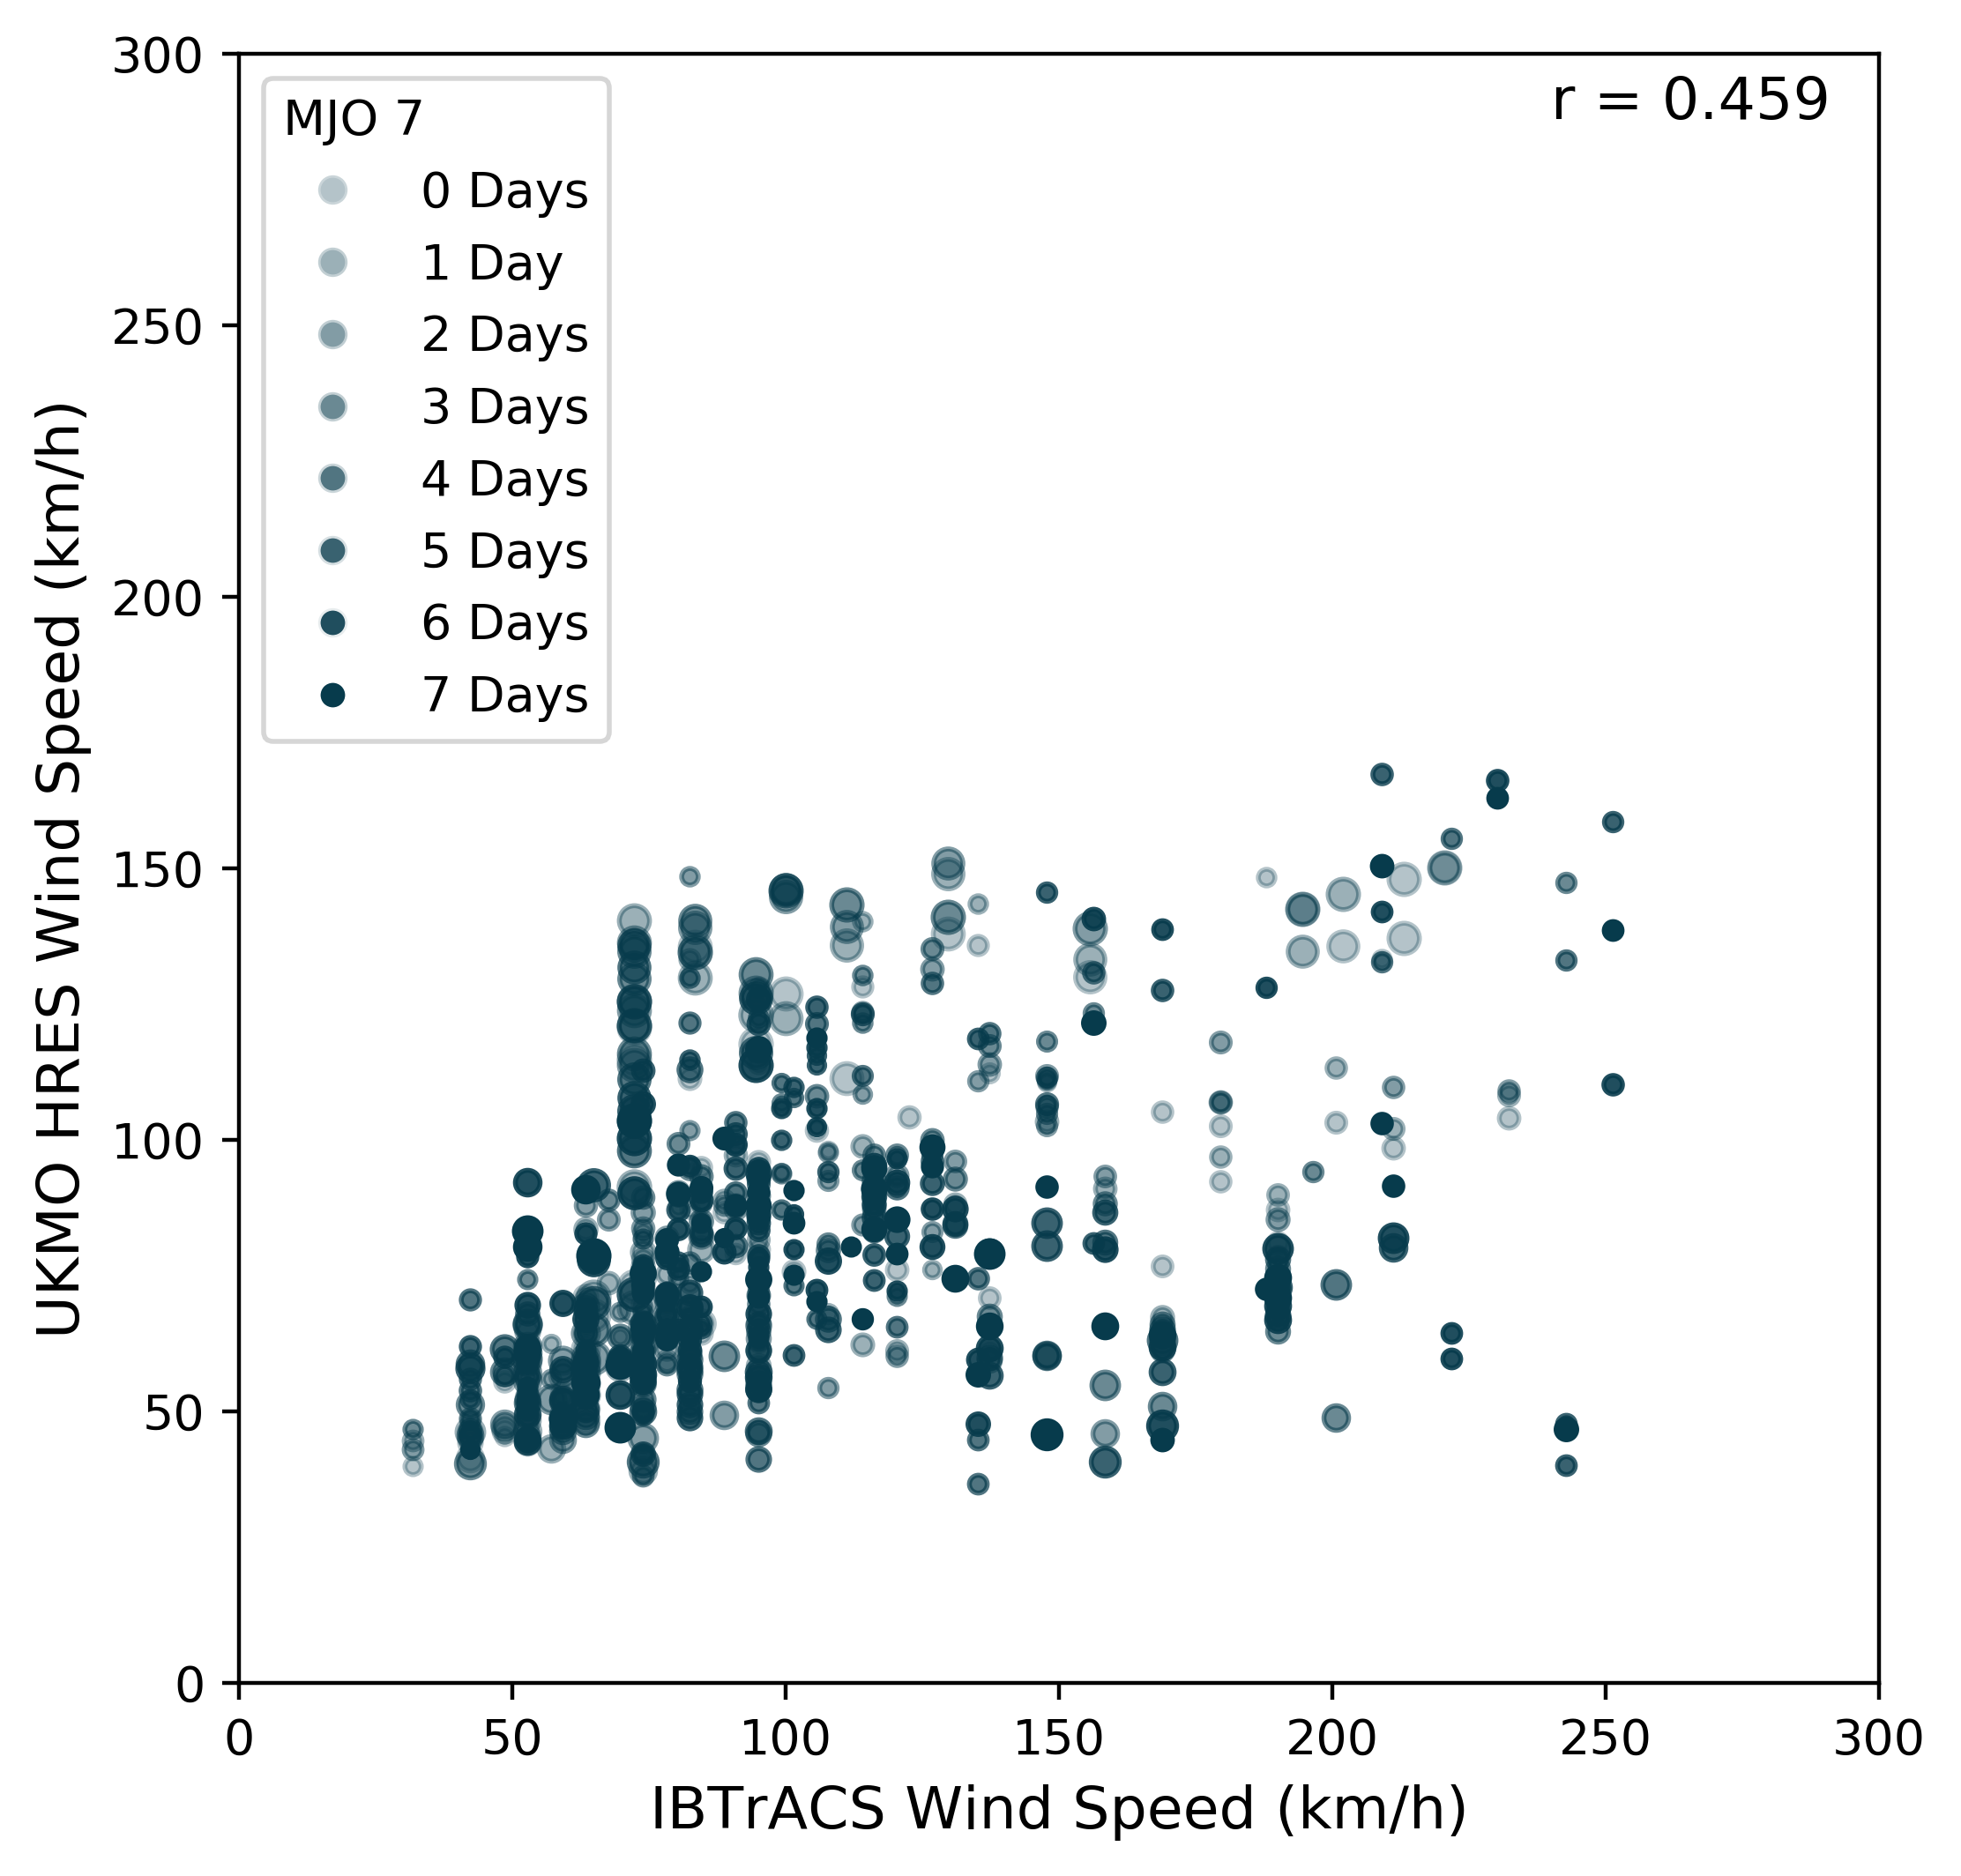 r = 0.459
MJO 7
0 Days
1 Day
2 Days
3 Days
4 Days
5 Days
6 Days
7 Days
UKMO HRES Wind Speed (km/h)
300
250
200
150
100
50
0
0 50 100 150 200 250 300
IBTrACS Wind Speed (km/h)